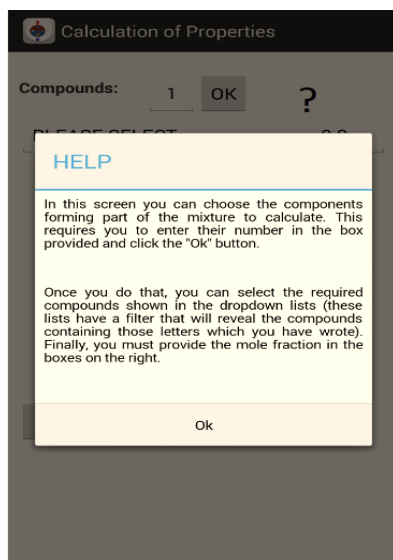 Calculation of Properties
Compounds: 1 OK ?
PLEASE SELECT 0.0
HELP
In this screen you can choose the components
forming part of the mixture to calculate. This
requires you to enter their number in the box
provided and click the "Ok" button.
Once you do that, you can select the required
compounds shown in the dropdown lists (these
lists have a filter that will reveal the compounds
containing those letters which you have wrote).
Finally, you must provide the mole fraction in the
boxes on the right.
Ok